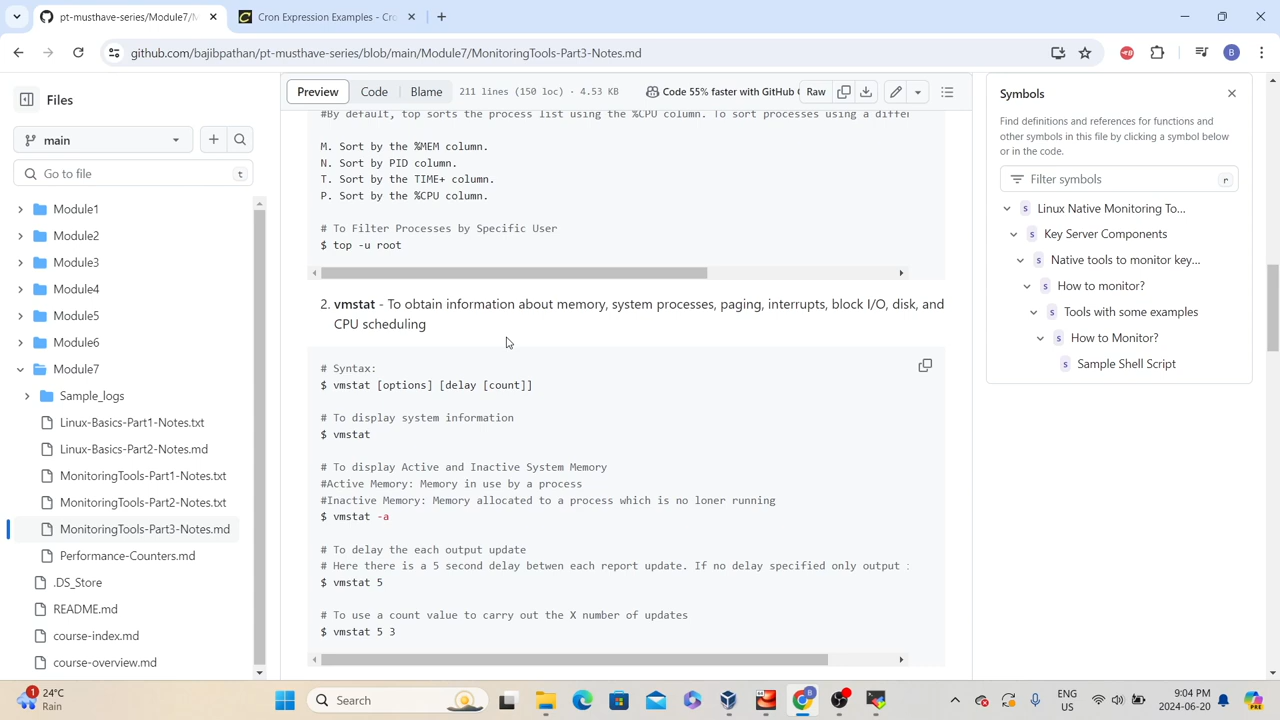 pt-musthave-series/Module7/M
Cron Expression Examples - Cro
github.com/bajibpathan/pt-musthave-series/blob/main/Module7/MonitoringTools-Part3-Notes.md
B
Files
main
Go to file
t
Module1
Module2
Module3
Module4
Module5
Module6
Module7
Sample_logs
Linux-Basics-Part1-Notes.txt
Linux-Basics-Part2-Notes.md
MonitoringTools-Part1-Notes.txt
MonitoringTools-Part2-Notes.txt
MonitoringTools-Part3-Notes.md
Performance-Counters.md
.DS_Store
README.md
course-index.md
course-overview.md
Preview
Code
Blame
211 lines (150 loc) · 4.53 KB
Code 55% faster with GitHub C
Raw
#By default, top sorts the process list using the %CPU column. To sort processes using a differ
M. Sort by the %MEM column.
N. Sort by PID column.
T. Sort by the TIME+ column.
P. Sort by the %CPU column.
# To Filter Processes by Specific User
$ top -u root
2. vmstat - To obtain information about memory, system processes, paging, interrupts, block I/O, disk, and
CPU scheduling
# Syntax:
$ vmstat [options] [delay [count]]
# To display system information
$ vmstat
# To display Active and Inactive System Memory
#Active Memory: Memory in use by a process
#Inactive Memory: Memory allocated to a process which is no loner running
$ vmstat -a
# To delay the each output update
# Here there is a 5 second delay betwen each report update. If no delay specified only output
$ vmstat 5
# To use a count value to carry out the X number of updates
$ vmstat 5 3
Symbols
Find definitions and references for functions and
other symbols in this file by clicking a symbol below
or in the code.
Filter symbols
r
S Linux Native Monitoring To...
S Key Server Components
S Native tools to monitor key...
S How to monitor?
S Tools with some examples
S How to Monitor?
S Sample Shell Script
1
24°C
Rain
Search
ENG
US
9:04 PM
2024-06-20
PRE